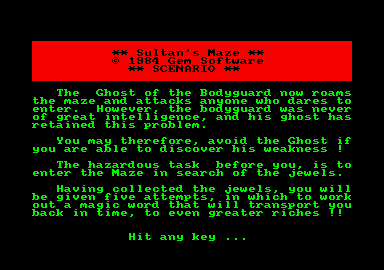 ** Sultan's Maze **
© 1984 Gem Software
** SCENARIO **
The Ghost of the Bodyguard now roams
the maze and attacks anyone who dares to
enter. However, the bodyguard was never
of great intelligence, and his ghost has
retained this problem.
You may therefore, avoid the Ghost if
you are able to discover his weakness !
The hazardous task before you, is to
enter the Maze in search of the jewels.
Having collected the jewels, you will
be given five attempts, in which to work
out a magic word that will transport you
back in time, to even greater riches !!
Hit any key ...